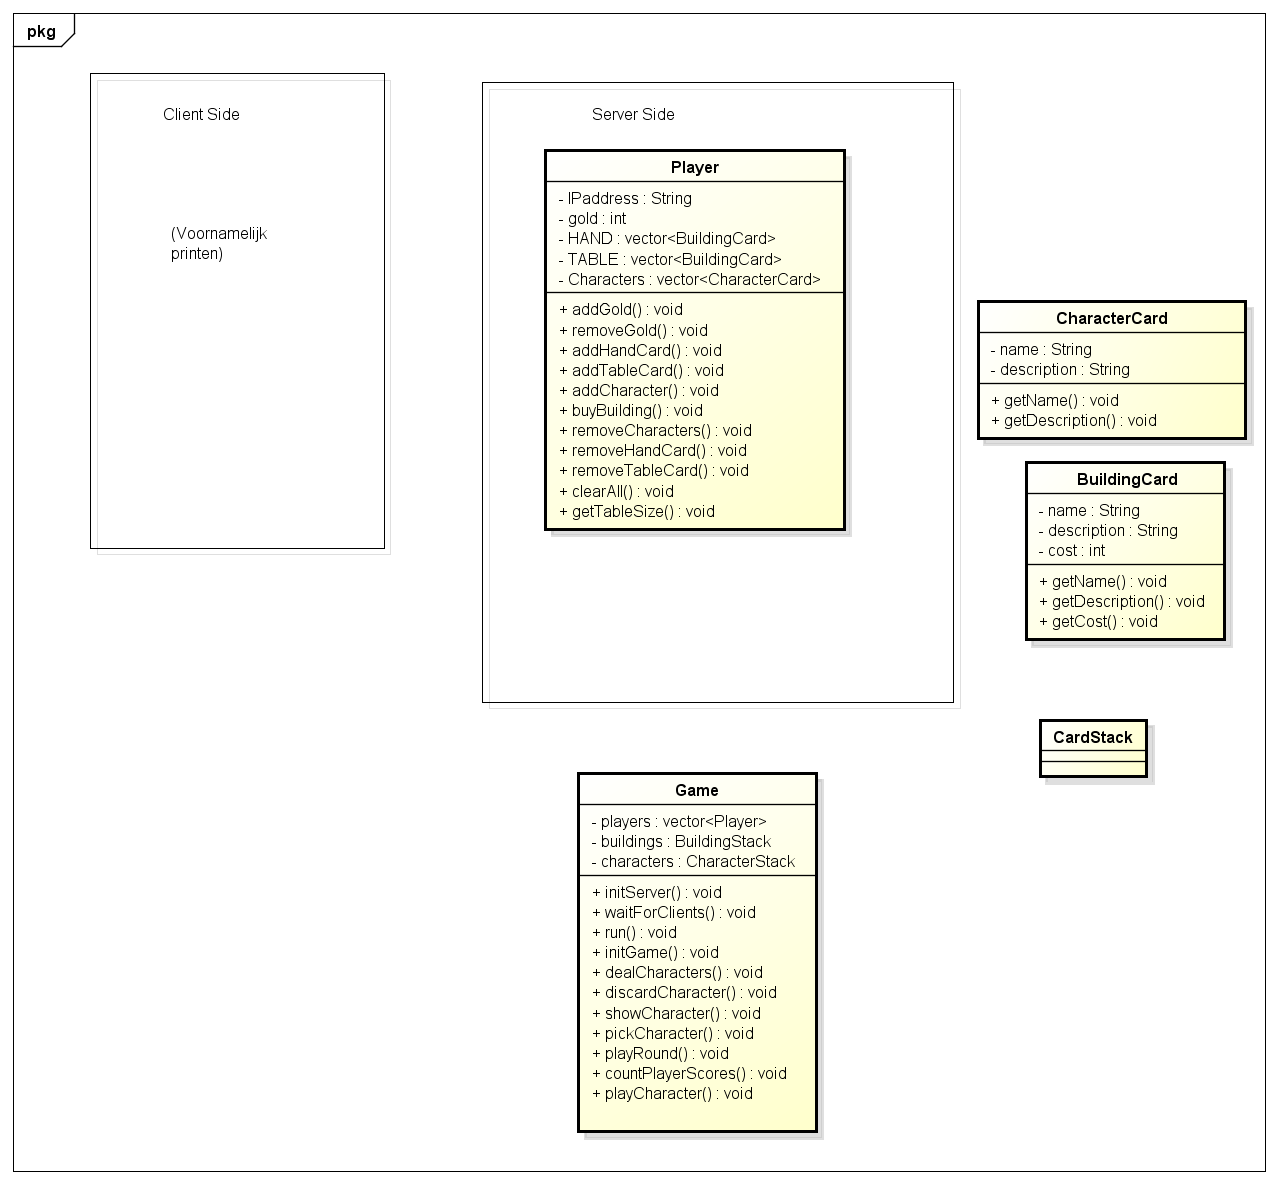 pkg
Client Side
(Voornamelijk
printen)
Server Side
Player
- IPaddress : String
- gold : int
- HAND : vector<BuildingCard>
- TABLE : vector<BuildingCard>
- Characters : vector<CharacterCard>
+ addGold() : void
+ removeGold() : void
+ addHandCard() : void
+ addTableCard() : void
+ addCharacter() : void
+ buyBuilding() : void
+ removeCharacters() : void
+ removeHandCard() : void
+ removeTableCard() : void
+ clearAll() : void
+ getTableSize() : void
CharacterCard
- name : String
- description : String
+ getName() : void
+ getDescription() : void
BuildingCard
- name : String
- description : String
- cost : int
+ getName() : void
+ getDescription() : void
+ getCost() : void
CardStack
Game
- players : vector<Player>
- buildings : BuildingStack
- characters : CharacterStack
+ initServer() : void
+ waitForClients() : void
+ run() : void
+ initGame() : void
+ dealCharacters() : void
+ discardCharacter() : void
+ showCharacter() : void
+ pickCharacter() : void
+ playRound() : void
+ countPlayerScores() : void
+ playCharacter() : void